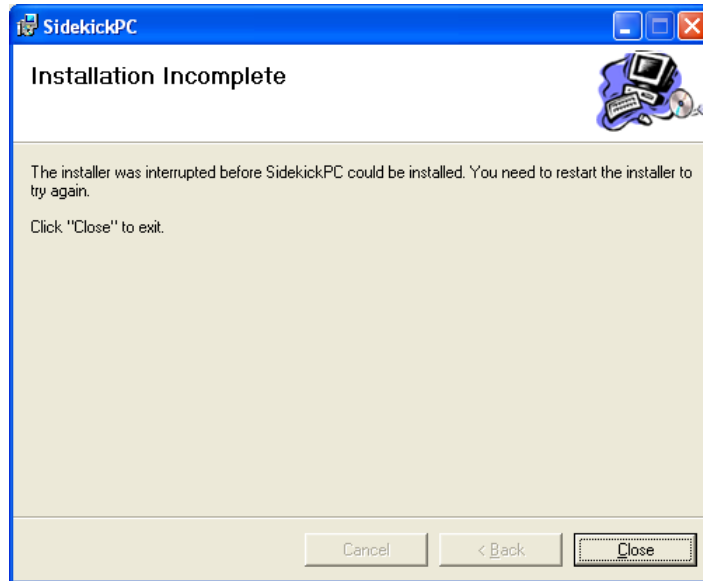 SidekickPC
Installation Incomplete
The installer was interrupted before SidekickPC could be installed. You need to restart the installer to
try again.
Click "Close" to exit.
Cancel
< Back
Close